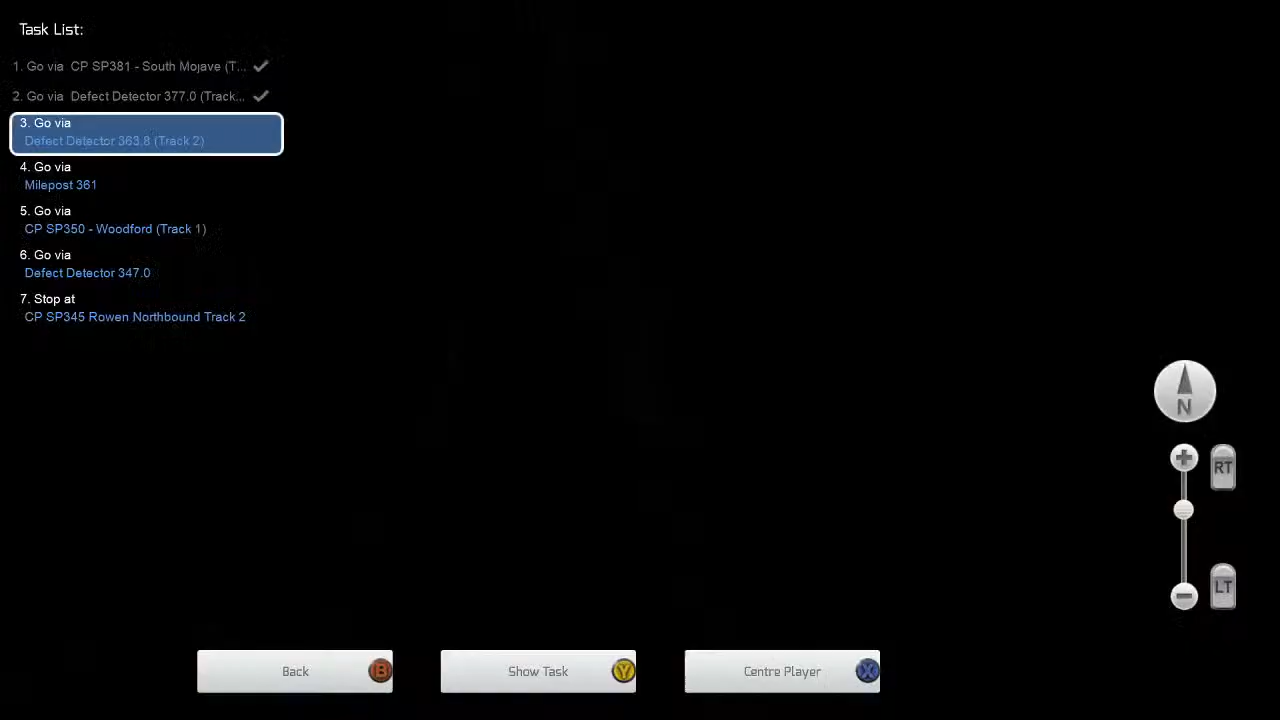 Task List:
1. Go via CP SP381 - South Mojave (T...
2. Go via Defect Detector 377.0 (Track...
3. Go via
Defect Detector 363.8 (Track 2)
4. Go via
Milepost 361
5. Go via
CP SP350 - Woodford (Track 1)
6. Go via
Defect Detector 347.0
7. Stop at
CP SP345 Rowen Northbound Track 2
N
RT
LT
Back B
Show Task Y
Centre Player X